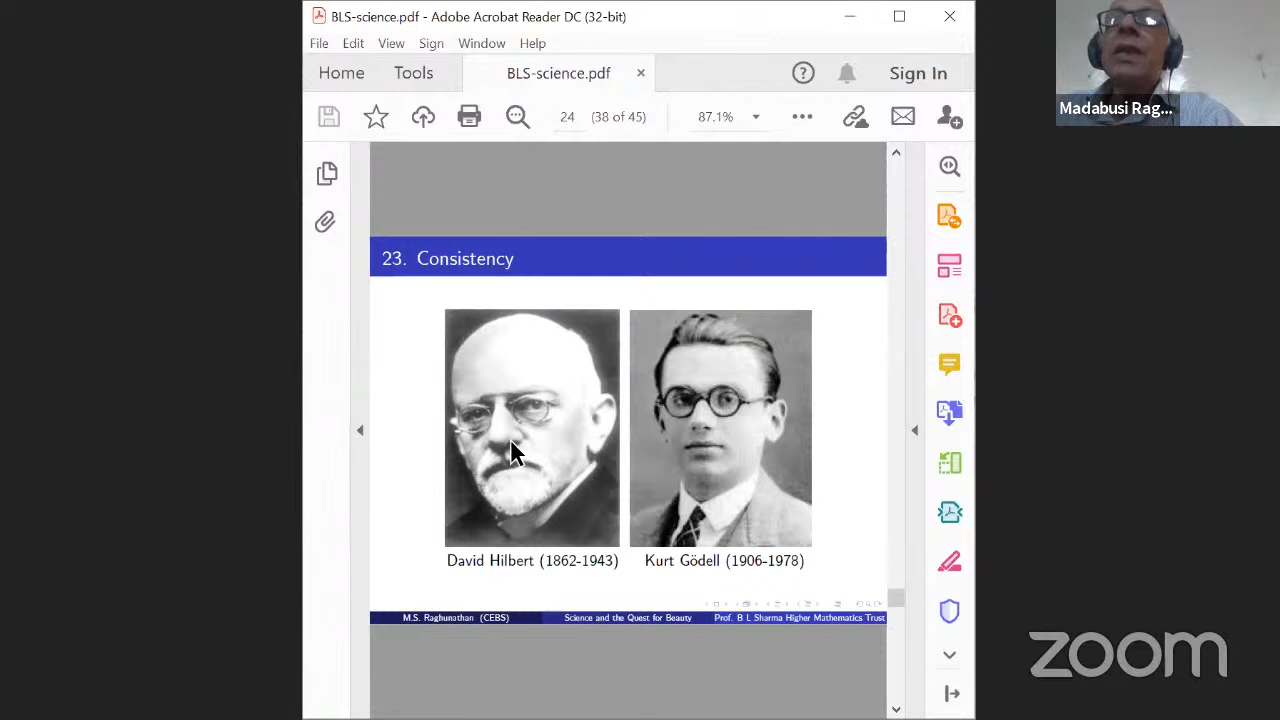 BLS-science.pdf - Adobe Acrobat Reader DC (32-bit)
File Edit View Sign Window Help
Home Tools BLS-science.pdf × Sign In
24 (38 of 45) 87.1%
23. Consistency
David Hilbert (1862-1943) Kurt Gödell (1906-1978)
M.S. Raghunathan (CEBS) Science and the Quest for Beauty Prof. B L Sharma Higher Mathematics Trust
Madabusi Rag...
zoom